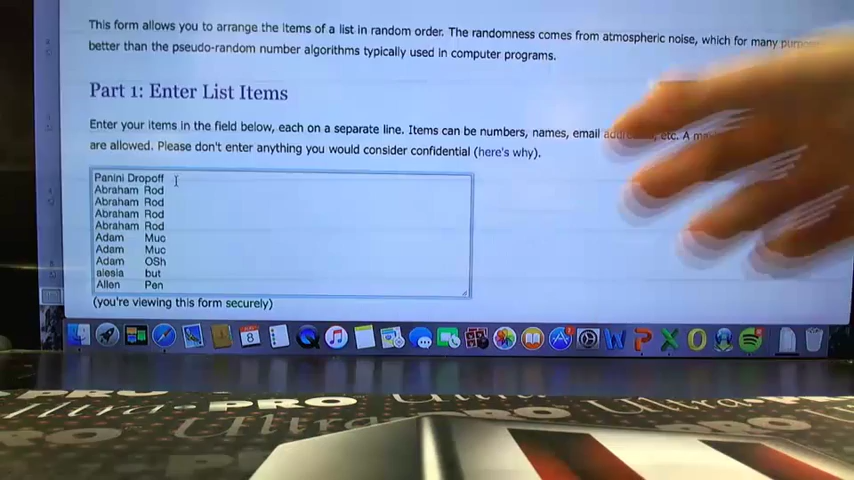 This form allows you to arrange the items of a list in random order. The randomness comes from atmospheric noise, which for many purposes
better than the pseudo-random number algorithms typically used in computer programs.
Part 1: Enter List Items
Enter your items in the field below, each on a separate line. Items can be numbers, names, email addresses, etc. A
are allowed. Please don't enter anything you would consider confidential (here's why).
Panini Dropoff
Abraham Rod
Abraham Rod
Abraham Rod
Abraham Rod
Adam Muc
Adam Muc
Adam OSh
alesia but
Allen Pen
(you're viewing this form securely)
8
Ultra PRO
Ultra PRO